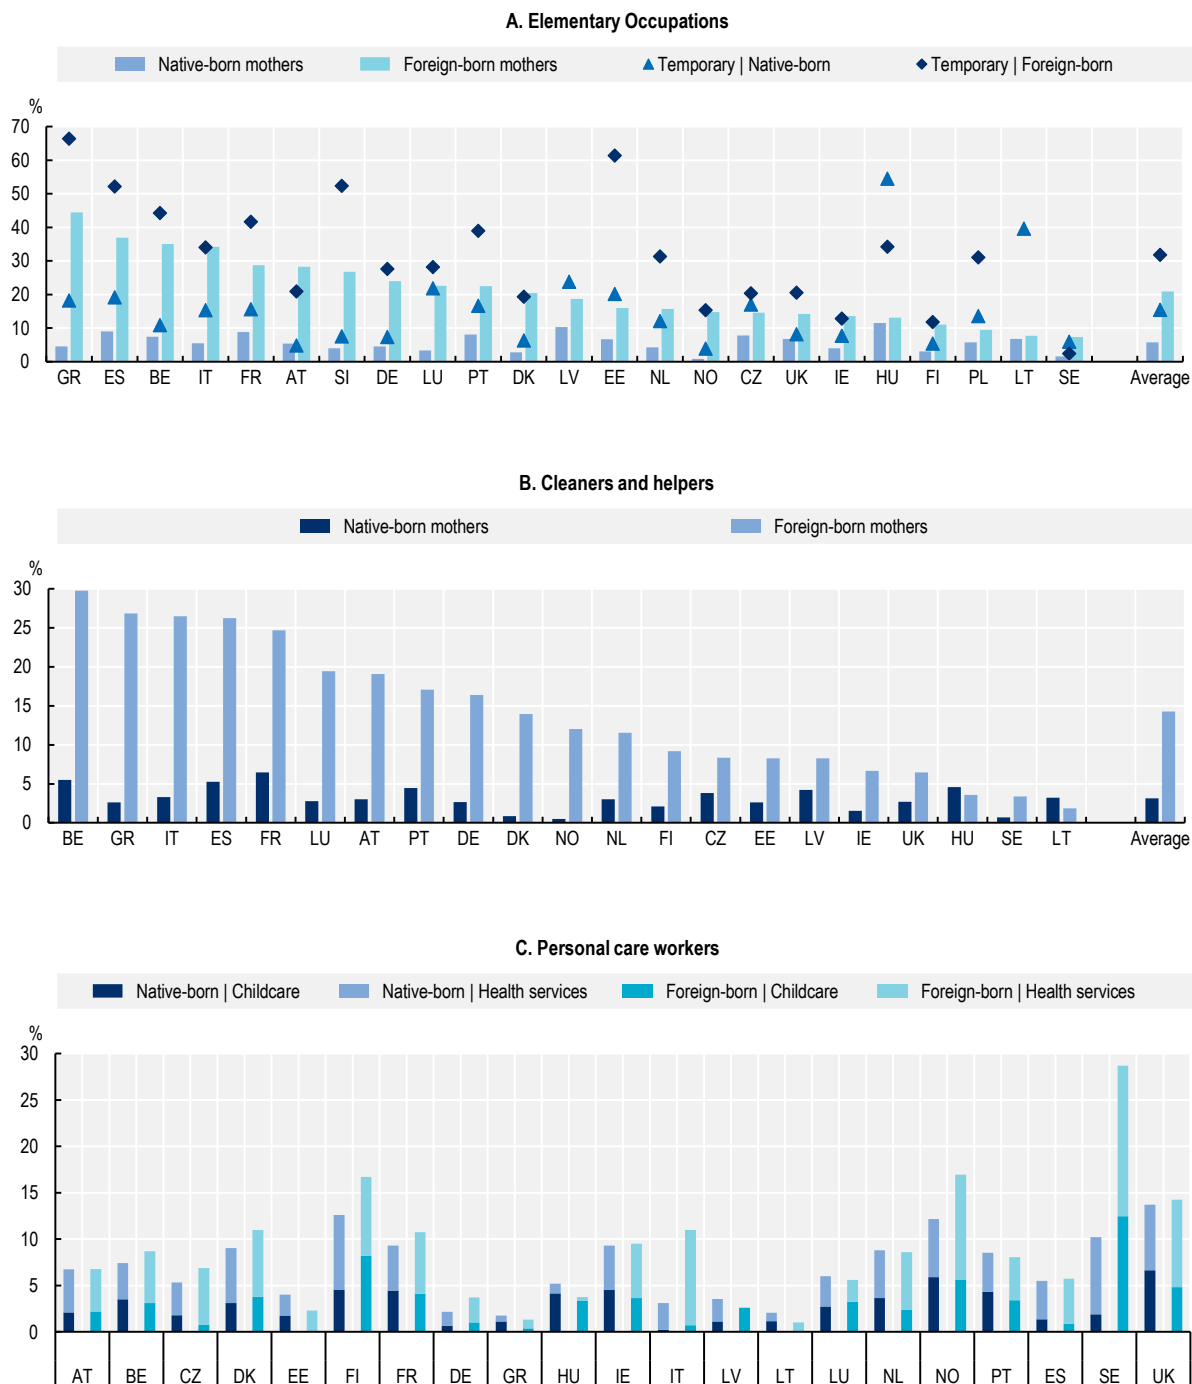 A. Elementary Occupations
Native-born mothers Foreign-born mothers Temporary | Native-born Temporary | Foreign-born
%
70
60
50
40
30
20
10
0
GR ES BE IT FR AT SI DE LU PT DK LV EE NL NO CZ UK IE HU FI PL LT SE Average
B. Cleaners and helpers
Native-born mothers Foreign-born mothers
%
30
25
20
15
10
5
0
BE GR IT ES FR LU AT PT DE DK NO NL FI CZ EE LV IE UK HU SE LT Average
C. Personal care workers
Native-born | Childcare Native-born | Health services Foreign-born | Childcare Foreign-born | Health services
%
30
25
20
15
10
5
0
AT BE CZ DK EE FI FR DE GR HU IE IT LV LT LU NL NO PT ES SE UK